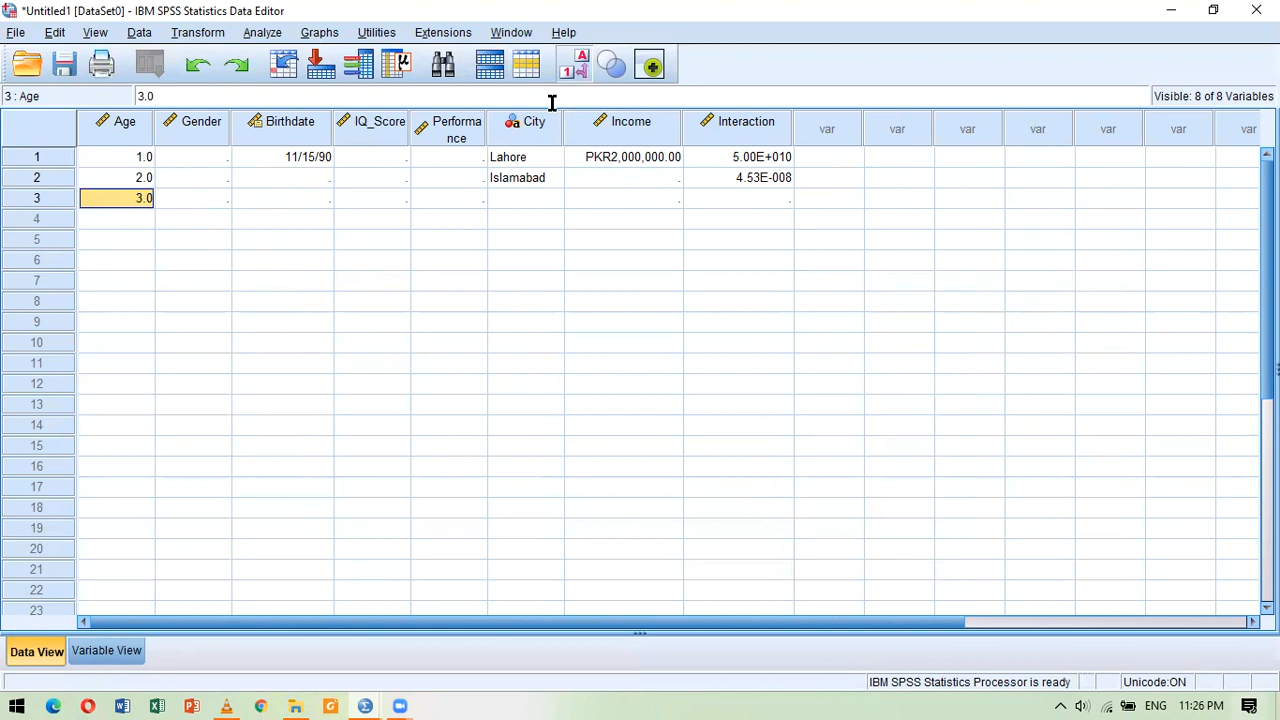 *Untitled1 [DataSet0] - IBM SPSS Statistics Data Editor
File Edit View Data Transform Analyze Graphs Utilities Extensions Window Help
3 : Age 3.0 Visible: 8 of 8 Variables
Age Gender Birthdate IQ_Score Performa nce City Income Interaction var var var var var var var
1 1.0 . 11/15/90 . . Lahore PKR2,000,000.00 5.00E+010
2 2.0 . . . . Islamabad . 4.53E-008
3 3.0 . . . . . .
4
5
6
7
8
9
10
11
12
13
14
15
16
17
18
19
20
21
22
23
Data View Variable View
IBM SPSS Statistics Processor is ready Unicode:ON
ENG 11:26 PM